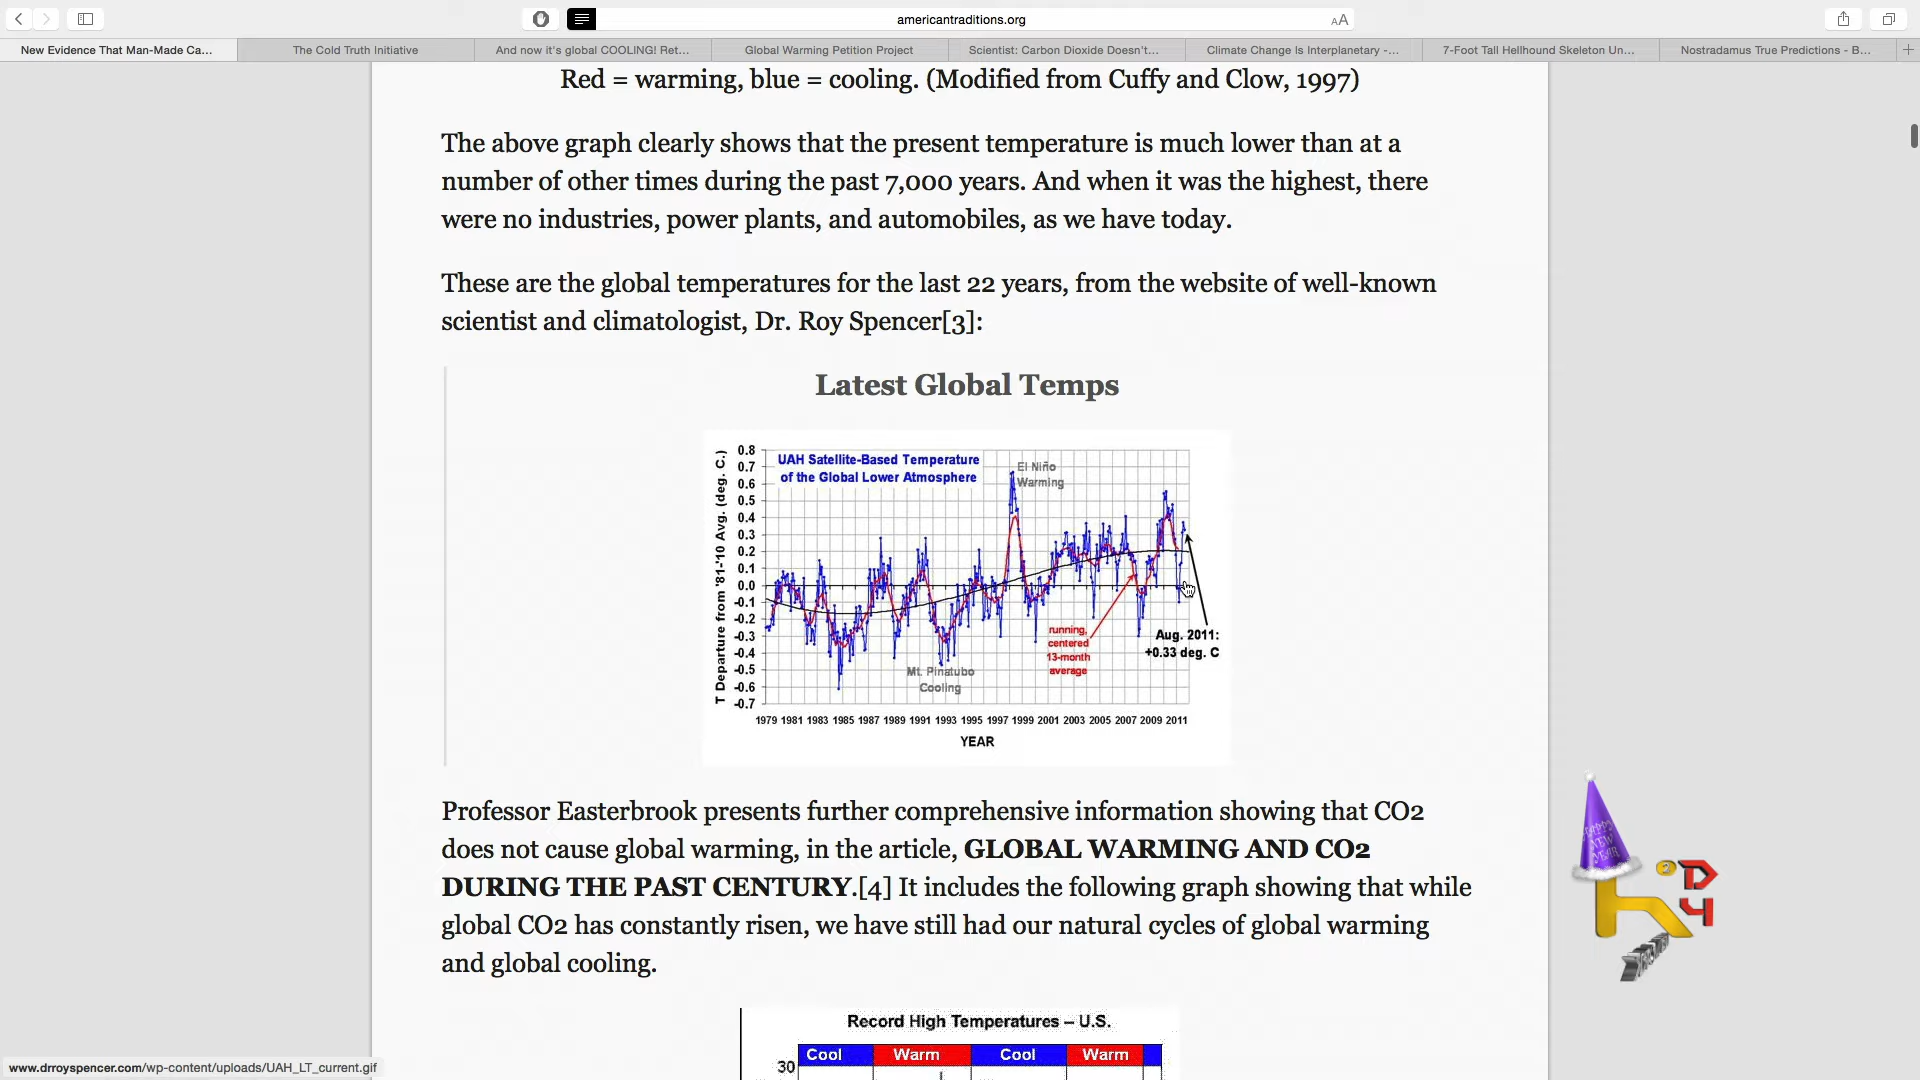 americantraditions.org
AA
New Evidence That Man-Made Ca...
The Cold Truth Initiative
And now it's global COOLING! Ret...
Global Warming Petition Project
Scientist: Carbon Dioxide Doesn't...
Climate Change Is Interplanetary -...
7-Foot Tall Hellhound Skeleton Un...
Nostradamus True Predictions - B...
Red = warming, blue = cooling. (Modified from Cuffy and Clow, 1997)
The above graph clearly shows that the present temperature is much lower than at a
number of other times during the past 7,000 years. And when it was the highest, there
were no industries, power plants, and automobiles, as we have today.
These are the global temperatures for the last 22 years, from the website of well-known
scientist and climatologist, Dr. Roy Spencer[3]:
Latest Global Temps
UAH Satellite-Based Temperature
of the Global Lower Atmosphere
El Niño
Warming
T Departure from '81-'10 Avg. (deg. C.)
0.8
0.7
0.6
0.5
0.4
0.3
0.2
0.1
0.0
-0.1
-0.2
-0.3
-0.4
-0.5
-0.6
-0.7
running,
centered
13-month
average
Aug. 2011:
+0.33 deg. C
Mt. Pinatubo
Cooling
1979 1981 1983 1985 1987 1989 1991 1993 1995 1997 1999 2001 2003 2005 2007 2009 2011
YEAR
Professor Easterbrook presents further comprehensive information showing that CO2
does not cause global warming, in the article, GLOBAL WARMING AND CO2
DURING THE PAST CENTURY.[4] It includes the following graph showing that while
global CO2 has constantly risen, we have still had our natural cycles of global warming
and global cooling.
Record High Temperatures – U.S.
Cool Warm Cool Warm
30
HAPPY
NEW
YEAR
www.drroyspencer.com/wp-content/uploads/UAH_LT_current.gif